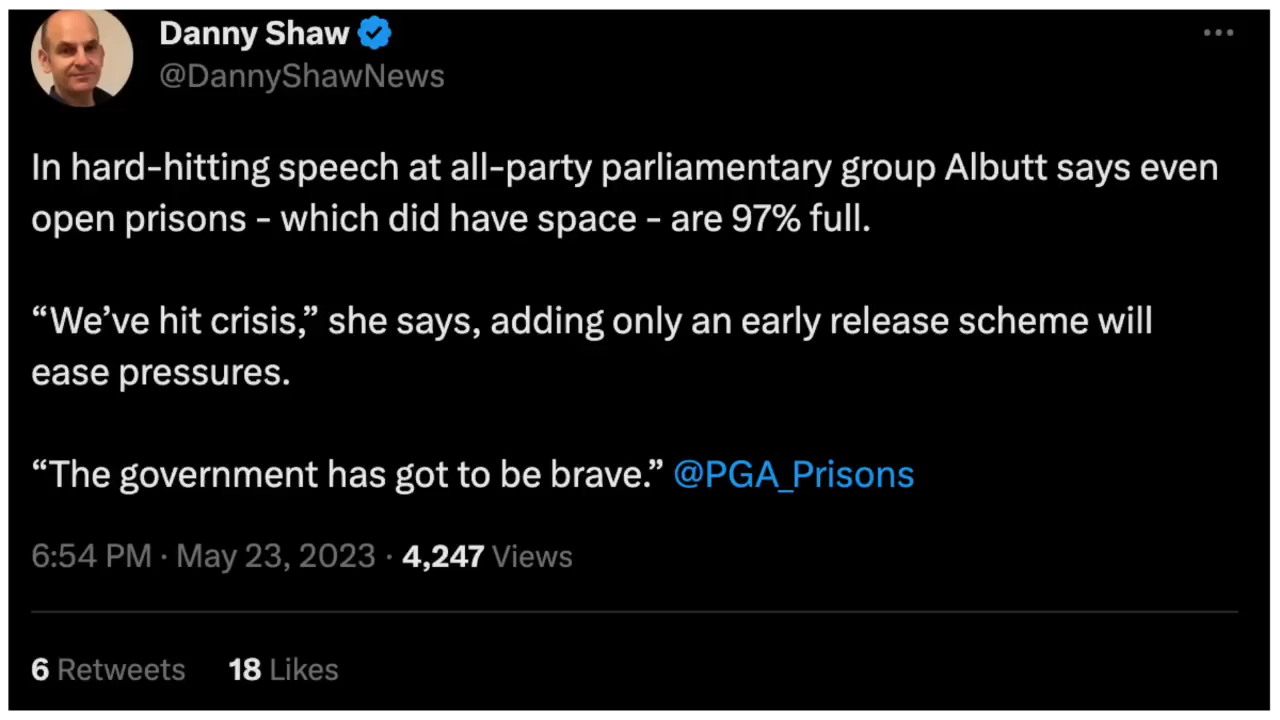 Danny Shaw
@DannyShawNews
In hard-hitting speech at all-party parliamentary group Albutt says even
open prisons - which did have space - are 97% full.
“We’ve hit crisis,” she says, adding only an early release scheme will
ease pressures.
“The government has got to be brave.” @PGA_Prisons
6:54 PM · May 23, 2023 · 4,247 Views
6 Retweets 18 Likes